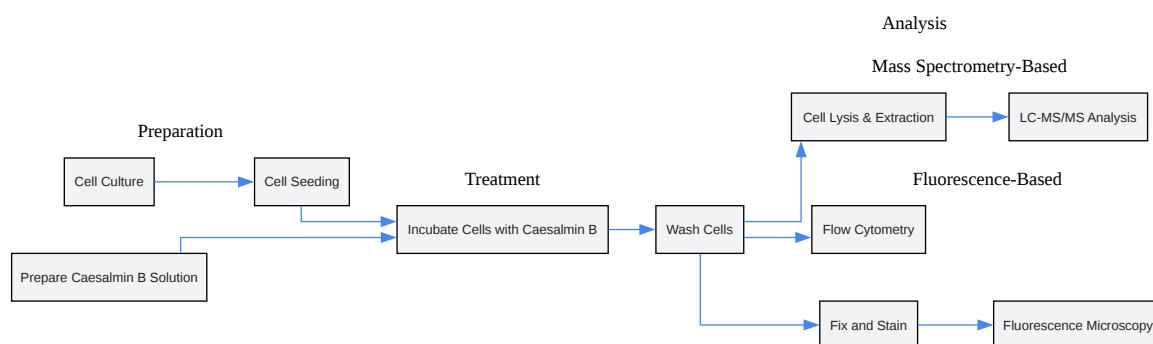 Analysis
Mass Spectrometry-Based
Cell Lysis & Extraction
LC-MS/MS Analysis
Preparation
Cell Culture
Cell Seeding
Treatment
Fluorescence-Based
Incubate Cells with Caesalmin B
Wash Cells
Flow Cytometry
Prepare Caesalmin B Solution
Fix and Stain
Fluorescence Microscopy